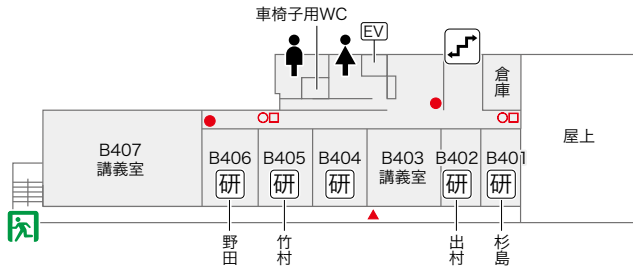 車椅子用WC
EV
倉庫
屋上
B407
講義室
B406
研
B405
研
B404
研
B403
講義室
B402
研
B401
研
野田
竹村
出村
杉島